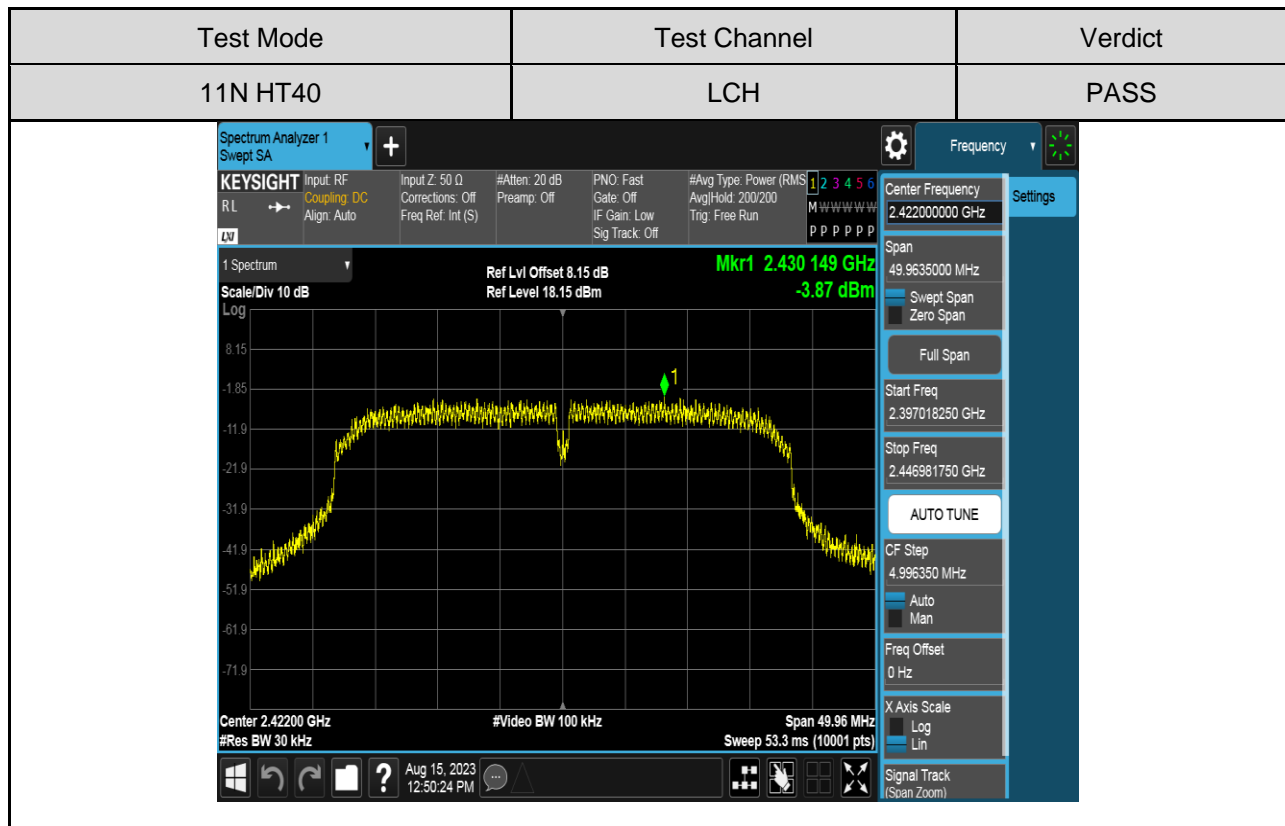 Test Mode Test Channel Verdict
11N HT40 LCH PASS
Spectrum Analyzer 1
Swept SA
Frequency
KEYSIGHT
R L
LXI
Input: RF
Coupling: DC
Align: Auto
Input Z: 50 Ω
Corrections: Off
Freq Ref: Int (S)
#Atten: 20 dB
Preamp: Off
PNO: Fast
Gate: Off
IF Gain: Low
Sig Track: Off
#Avg Type: Power (RMS
Avg|Hold: 200/200
Trig: Free Run
1 2 3 4 5 6
M W W W W W
P P P P P P
1 Spectrum
Scale/Div 10 dB
Log
Ref Lvl Offset 8.15 dB
Ref Level 18.15 dBm
Mkr1 2.430 149 GHz
-3.87 dBm
8.15
-1.85
-11.9
-21.9
-31.9
-41.9
-51.9
-61.9
-71.9
1
Center 2.42200 GHz
#Res BW 30 kHz
#Video BW 100 kHz
Span 49.96 MHz
Sweep 53.3 ms (10001 pts)
Center Frequency
2.422000000 GHz
Span
49.9635000 MHz
Swept Span
Zero Span
Full Span
Start Freq
2.397018250 GHz
Stop Freq
2.446981750 GHz
AUTO TUNE
CF Step
4.996350 MHz
Auto
Man
Freq Offset
0 Hz
X Axis Scale
Log
Lin
Signal Track
(Span Zoom)
Settings
?
Aug 15, 2023
12:50:24 PM